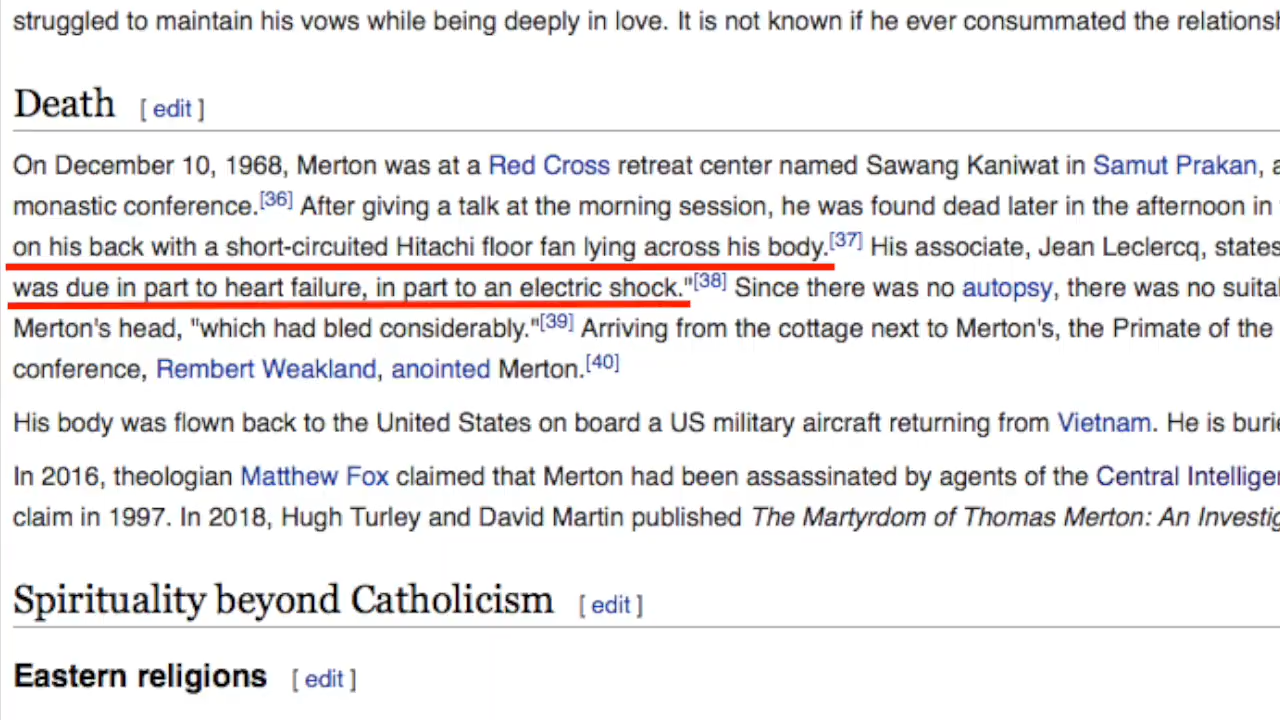 struggled to maintain his vows while being deeply in love. It is not known if he ever consummated the
Death [ edit ]
On December 10, 1968, Merton was at a Red Cross retreat center named Sawang Kaniwat in Samut Prakan,
monastic conference.[36] After giving a talk at the morning session, he was found dead later in the afternoon in
on his back with a short-circuited Hitachi floor fan lying across his body.[37] His associate, Jean Leclercq, states
was due in part to heart failure, in part to an electric shock."[38] Since there was no autopsy, there was no
Merton's head, "which had bled considerably."[39] Arriving from the cottage next to Merton's, the Primate of the
conference, Rembert Weakland, anointed Merton.[40]
His body was flown back to the United States on board a US military aircraft returning from Vietnam. He is
In 2016, theologian Matthew Fox claimed that Merton had been assassinated by agents of the Central
claim in 1997. In 2018, Hugh Turley and David Martin published The Martyrdom of Thomas Merton: An
Spirituality beyond Catholicism [ edit ]
Eastern religions [ edit ]